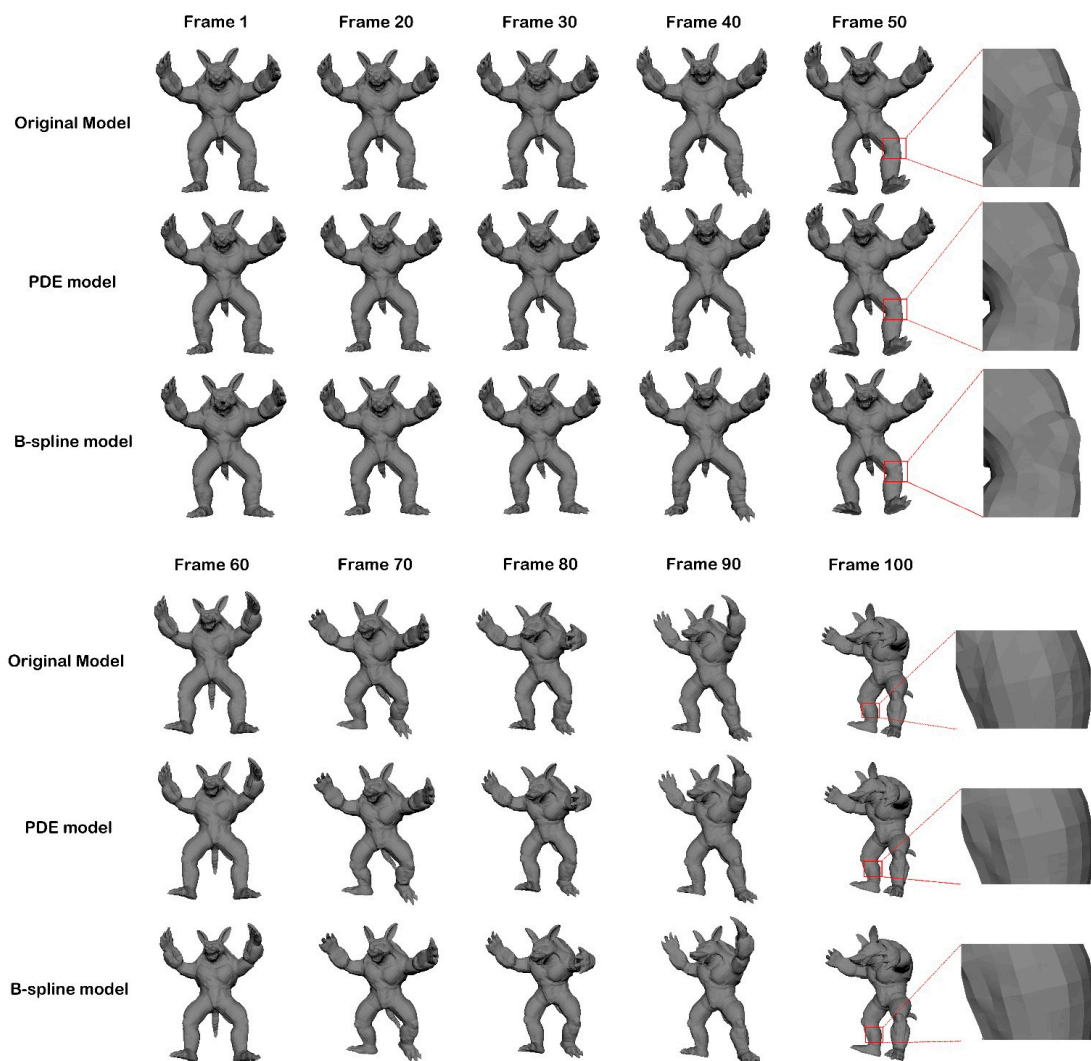 Frame 1 Frame 20 Frame 30 Frame 40 Frame 50
Original Model
PDE model
B-spline model
Frame 60 Frame 70 Frame 80 Frame 90 Frame 100
Original Model
PDE model
B-spline model